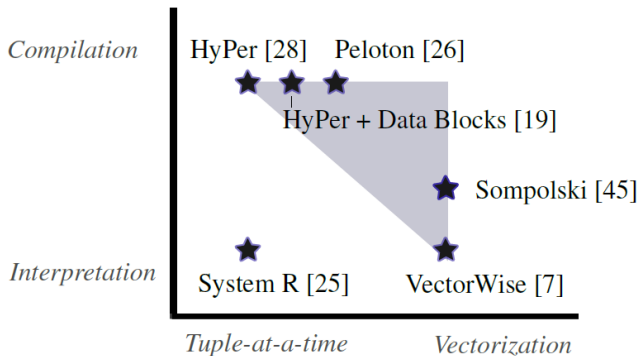 Compilation
HyPer [28]
Peloton [26]
HyPer + Data Blocks [19]
Sompolski [45]
Interpretation
System R [25]
VectorWise [7]
Tuple-at-a-time
Vectorization